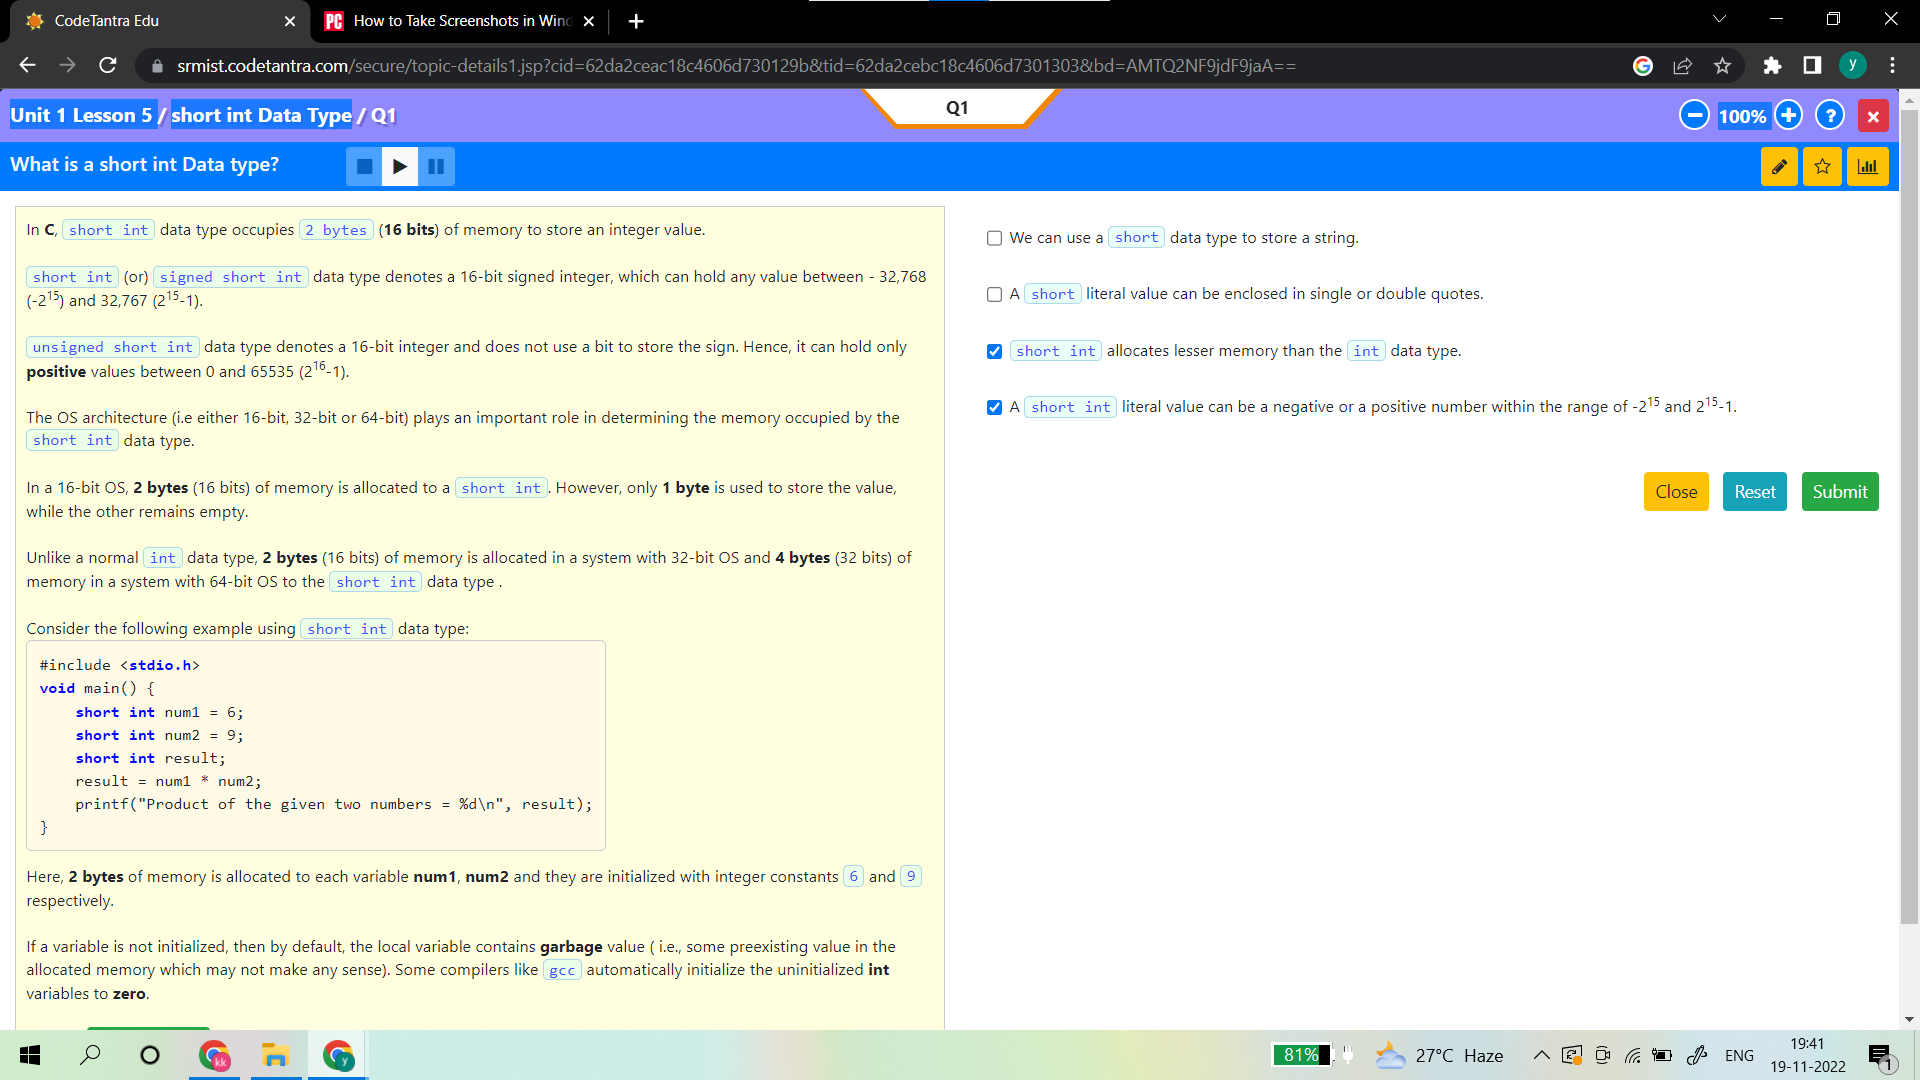 CodeTantra Edu
How to Take Screenshots in Wind
srmist.codetantra.com/secure/topic-details1.jsp?cid=62da2ceac18c4606d730129b&tid=62da2cebc18c4606d7301303&bd=AMTQ2NF9jdF9jaA==
y
Unit 1 Lesson 5 / short int Data Type / Q1
Q1
100%
What is a short int Data type?
In C, short int data type occupies 2 bytes (16 bits) of memory to store an integer value.
short int (or) signed short int data type denotes a 16-bit signed integer, which can hold any value between - 32,768
(-2^15) and 32,767 (2^15-1).
unsigned short int data type denotes a 16-bit integer and does not use a bit to store the sign. Hence, it can hold only
positive values between 0 and 65535 (2^16-1).
The OS architecture (i.e either 16-bit, 32-bit or 64-bit) plays an important role in determining the memory occupied by the
short int data type.
In a 16-bit OS, 2 bytes (16 bits) of memory is allocated to a short int. However, only 1 byte is used to store the value,
while the other remains empty.
Unlike a normal int data type, 2 bytes (16 bits) of memory is allocated in a system with 32-bit OS and 4 bytes (32 bits) of
memory in a system with 64-bit OS to the short int data type .
Consider the following example using short int data type:
#include <stdio.h>
void main() {
short int num1 = 6;
short int num2 = 9;
short int result;
result = num1 * num2;
printf("Product of the given two numbers = %d\n", result);
}
Here, 2 bytes of memory is allocated to each variable num1, num2 and they are initialized with integer constants 6 and 9
respectively.
If a variable is not initialized, then by default, the local variable contains garbage value ( i.e., some preexisting value in the
allocated memory which may not make any sense). Some compilers like gcc automatically initialize the uninitialized int
variables to zero.
We can use a short data type to store a string.
A short literal value can be enclosed in single or double quotes.
short int allocates lesser memory than the int data type.
A short int literal value can be a negative or a positive number within the range of -2^15 and 2^15-1.
Close
Reset
Submit
kk
y
81%
27°C Haze
ENG
19:41
19-11-2022
1